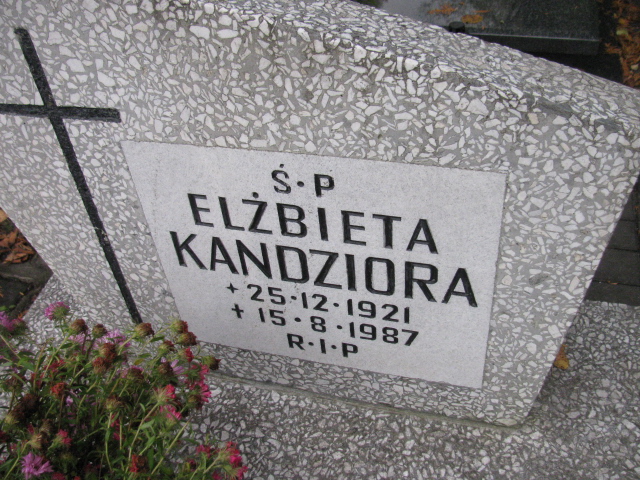 Ś·P
ELŻBIETA
KANDZIORA
+25·12·1921
+15·8·1987
R·I·P